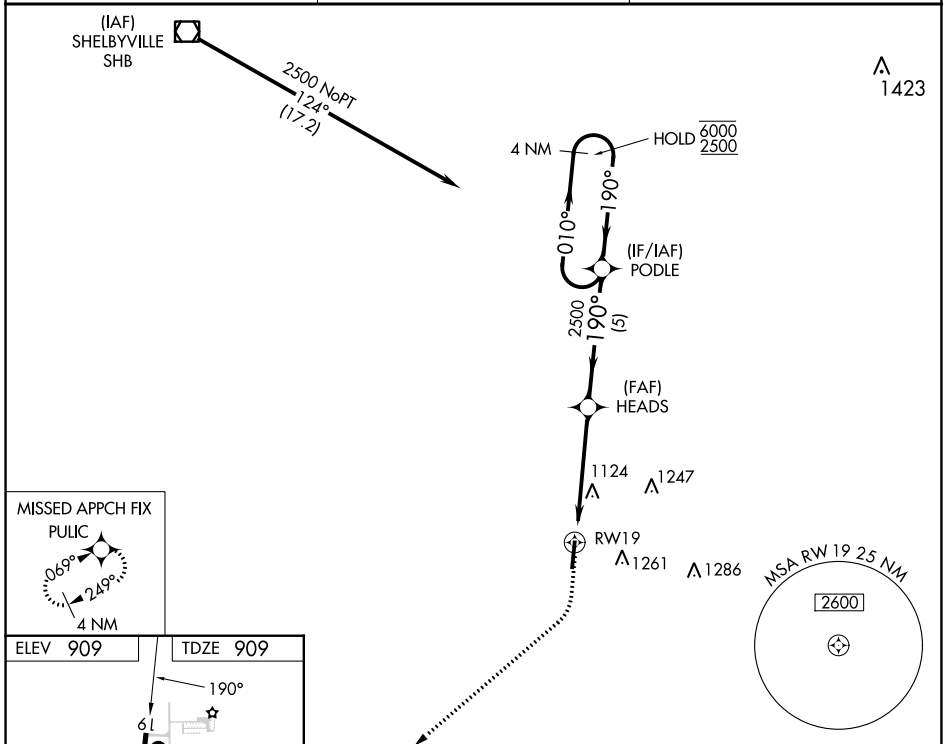 (IAF)
SHELBYVILLE
SHB
2500 NoPT
124°
(17.2)
1423
4 NM
HOLD 6000
2500
190°
010°
(IF/IAF)
PODLE
2500
190°
(5)
(FAF)
HEADS
1124
1247
RW19
1261
1286
MISSED APPCH FIX
PULIC
069°
249°
4 NM
MSA RW 19 25 NM
2600
ELEV 909
TDZE 909
190°
19